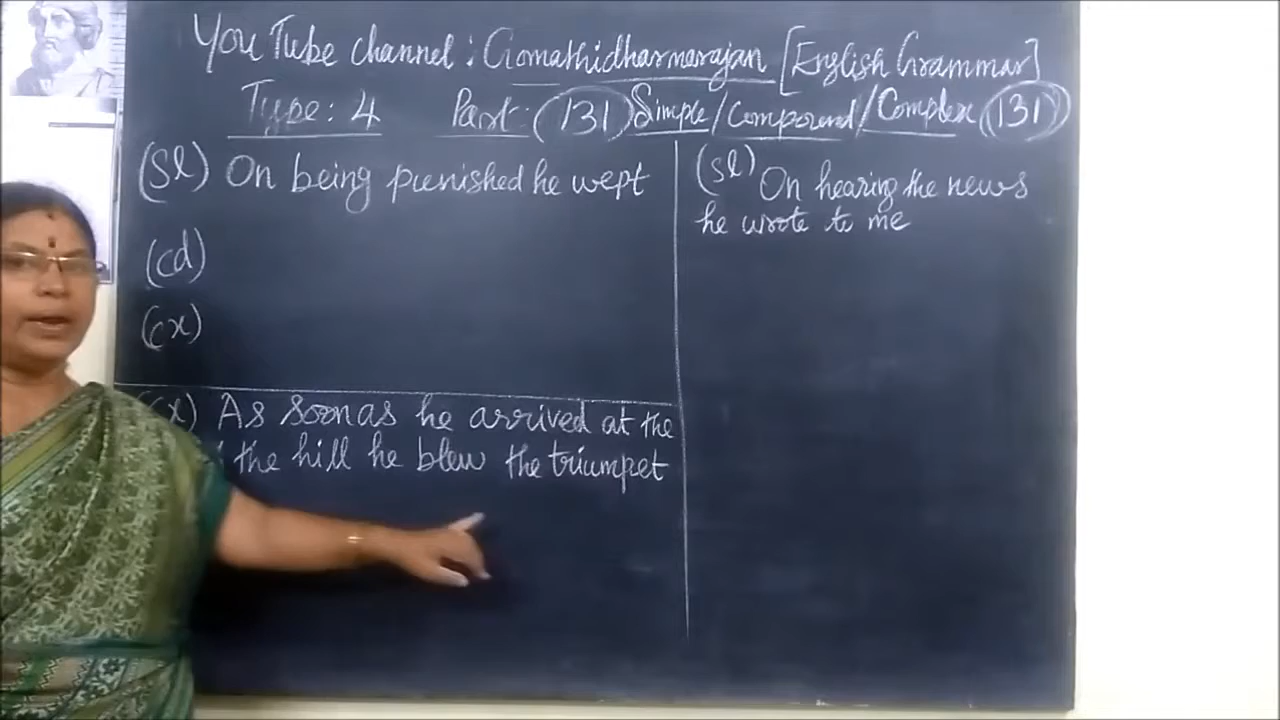 You Tube channel: Gomathidharmarajan [English Grammar]
Type: 4 Part: 131 Simple/Compound/Complex 131
(Sl) On being punished he wept
(cd)
(cx)
As soon as he arrived at the
the hill he blew the triumpet
(Sl) On hearing the news
he wrote to me